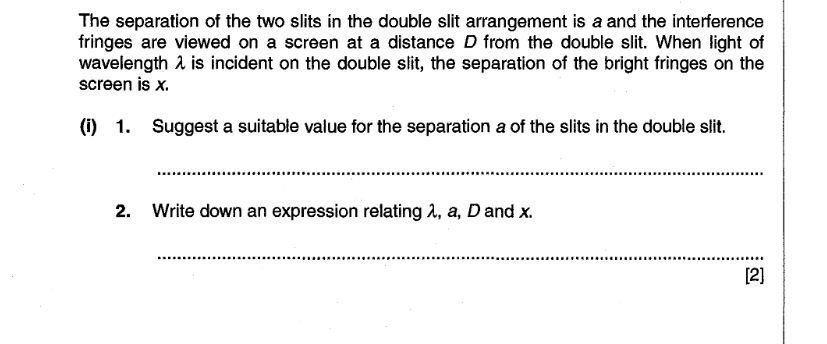 The separation of the two slits in the double slit arrangement is a and the interference
fringes are viewed on a screen at a distance D from the double slit. When light of
wavelength λ is incident on the double slit, the separation of the bright fringes on the
screen is x.
(i) 1. Suggest a suitable value for the separation a of the slits in the double slit.
2. Write down an expression relating λ, a, D and x.
[2]